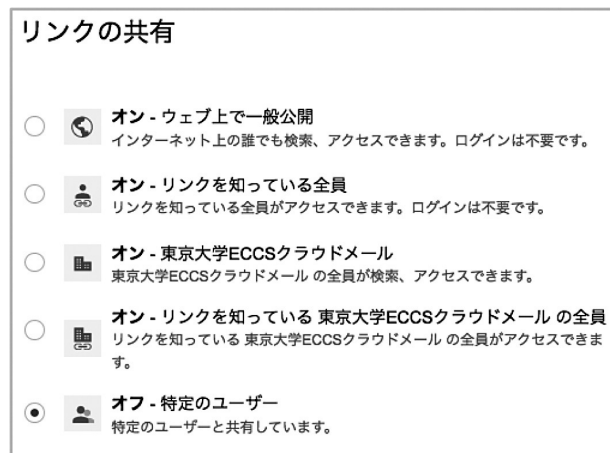 リンクの共有
オン - ウェブ上で一般公開
インターネット上の誰でも検索、アクセスできます。ログインは不要です。
オン - リンクを知っている全員
リンクを知っている全員がアクセスできます。ログインは不要です。
オン - 東京大学ECCSクラウドメール
東京大学ECCSクラウドメール の全員が検索、アクセスできます。
オン - リンクを知っている 東京大学ECCSクラウドメール の全員
リンクを知っている 東京大学ECCSクラウドメール の全員がアクセスできま
す。
オフ - 特定のユーザー
特定のユーザーと共有しています。